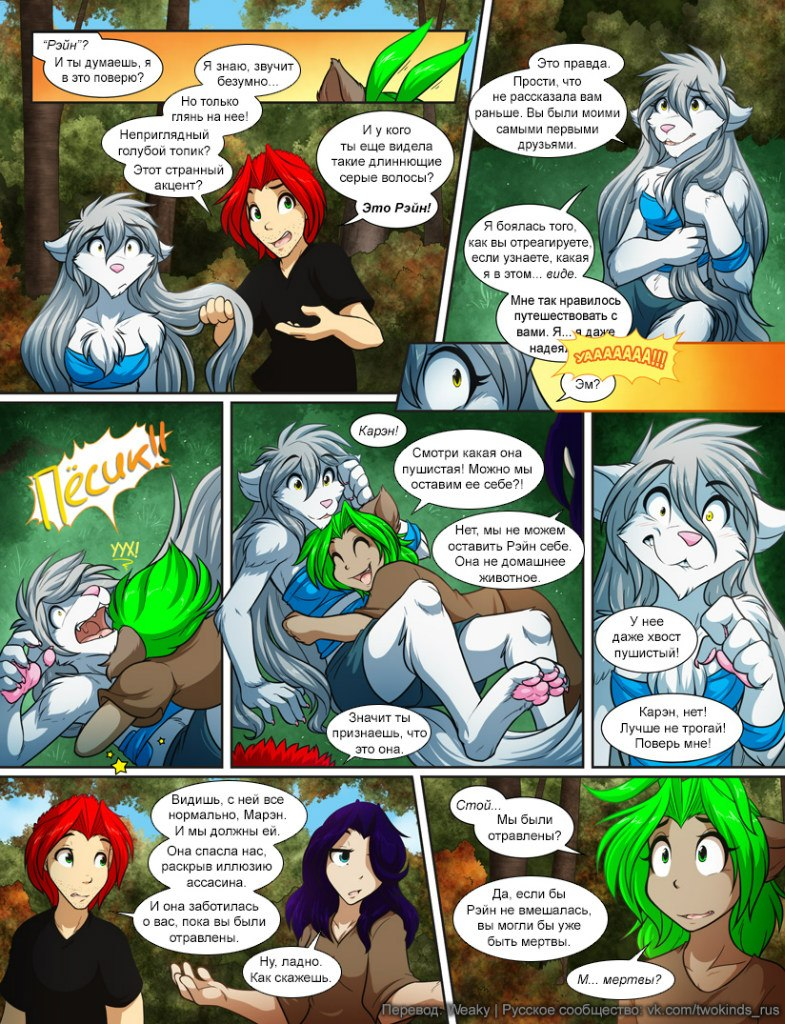 “Рэйн”?
И ты думаешь, я
в это поверю?
Я знаю, звучит
безумно...
Но только
глянь на нее!
Неприглядный
голубой топик?
Этот странный
акцент?
И у кого
ты еще видела
такие длиннющие
серые волосы?
Это Рэйн!
Это правда.
Прости, что
не рассказала вам
раньше. Вы были моими
самыми первыми
друзьями.
Я боялась того,
как вы отреагируете,
если узнаете, какая
я в этом... виде.
Мне так нравилось
путешествовать с
вами. Я... я даже
надея
УААААААА!!!
Эм?
Пёсик!!
УУХ!
Карэн!
Смотри какая она
пушистая! Можно мы
оставим ее себе?!
Нет, мы не можем
оставить Рэйн себе.
Она не домашнее
животное.
Значит ты
признаешь, что
это она.
У нее
даже хвост
пушистый!
Карэн, нет!
Лучше не трогай!
Поверь мне!
Видишь, с ней все
нормально, Марэн.
И мы должны ей.
Она спасла нас,
раскрыв иллюзию
ассасина.
И она заботилась
о вас, пока вы были
отравлены.
Ну, ладно.
Как скажешь.
Стой...
Мы были
отравлены?
Да, если бы
Рэйн не вмешалась,
вы могли бы уже
быть мертвы.
М... мертвы?
Перевод: Weaky | Русское сообщество: vk.com/twokinds_rus